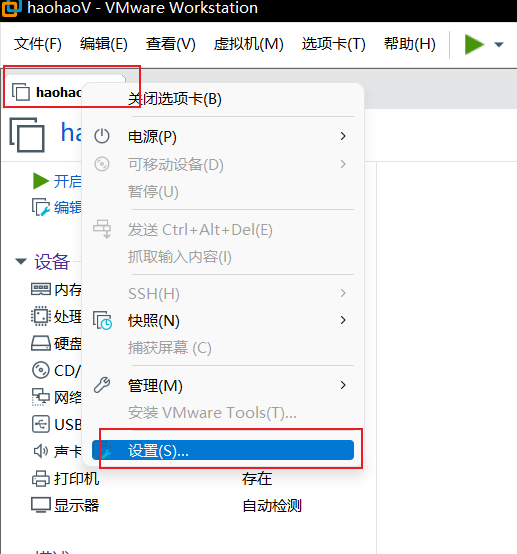 haohaoV - VMware Workstation
文件(F) 编辑(E) 查看(V) 虚拟机(M) 选项卡(T) 帮助(H)
haohao
关闭选项卡(B)
电源(P)
开启
可移动设备(D)
暂停(U)
编辑
发送 Ctrl+Alt+Del(E)
抓取输入内容(I)
设备
内存
SSH(H)
处理
快照(N)
硬盘
捕获屏幕 (C)
CD/
网络
管理(M)
USB
安装 VMware Tools(T)...
声卡
设置(S)...
打印机 存在
显示器 自动检测